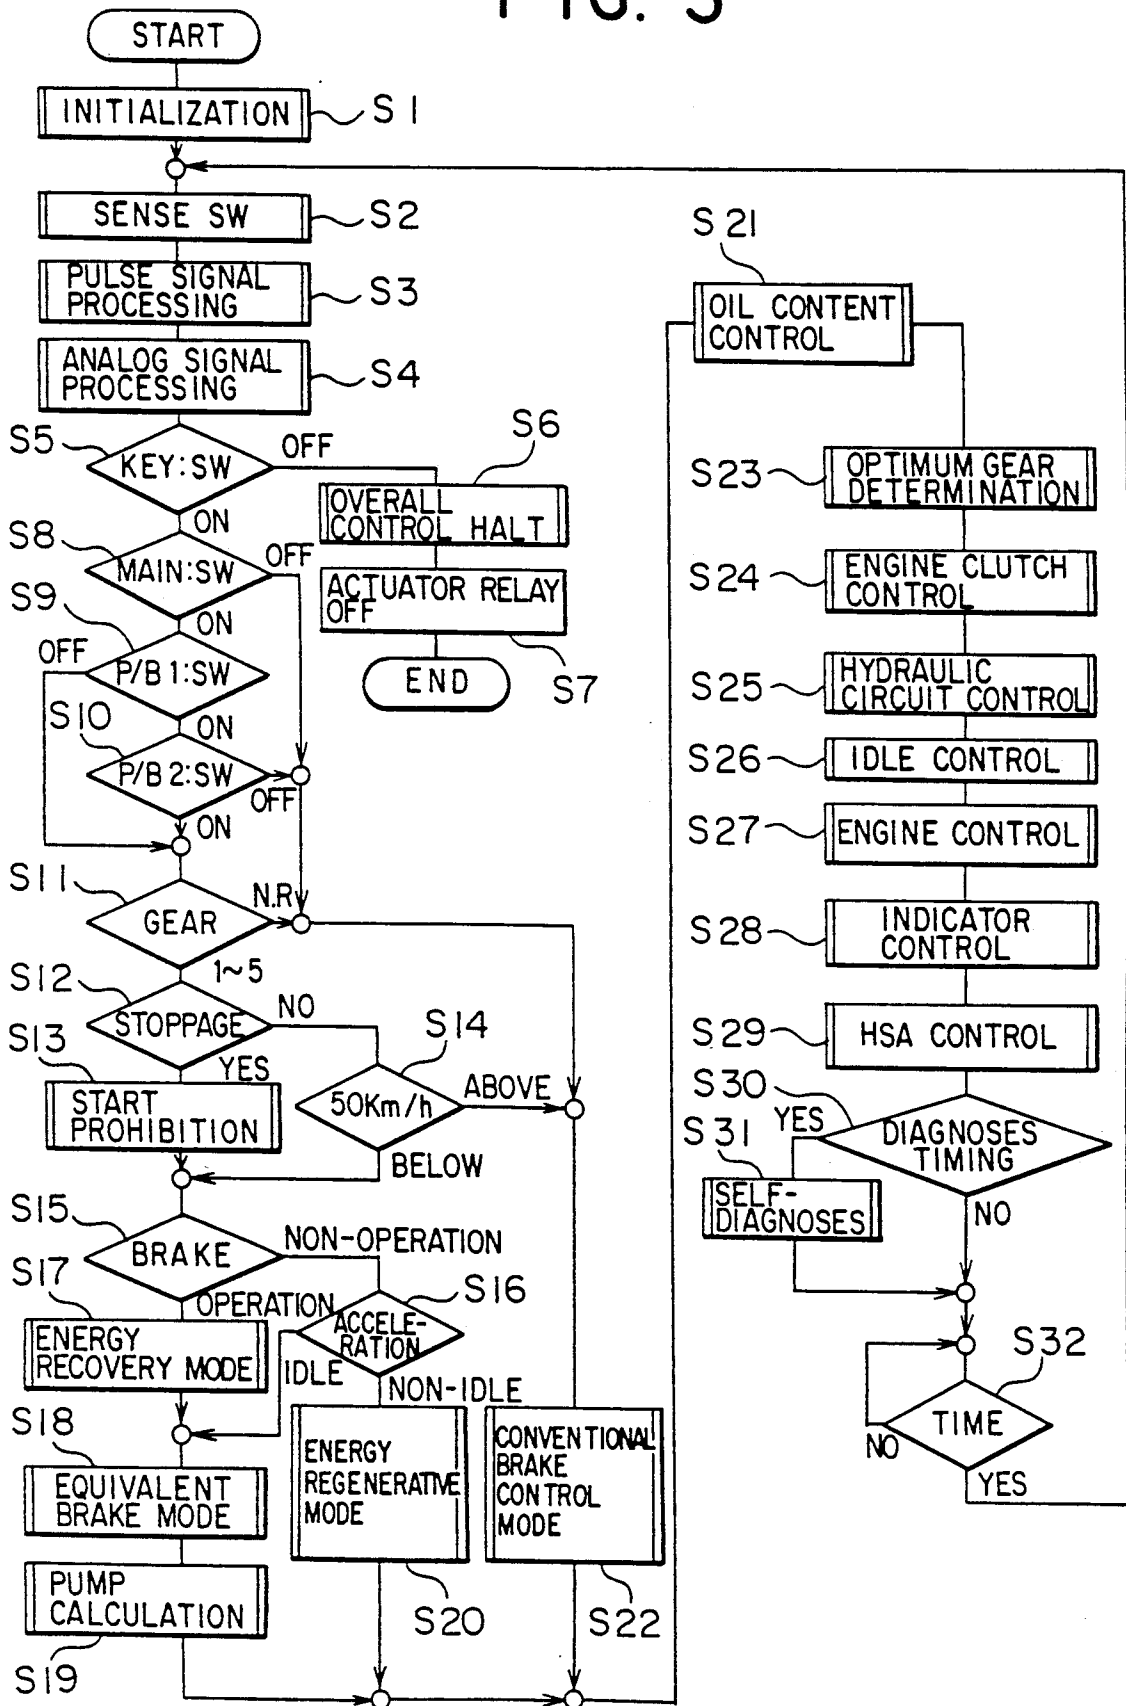 FIG. 5
START
INITIALIZATION
S1
SENSE SW
S2
PULSE SIGNAL
PROCESSING
S3
ANALOG SIGNAL
PROCESSING
S4
S5
KEY:SW
OFF
ON
S6
OVERALL
CONTROL HALT
S8
MAIN:SW
OFF
ON
ACTUATOR RELAY
OFF
S7
END
S9
OFF
P/B1:SW
ON
S10
P/B2:SW
OFF
ON
S11
GEAR
N.R
1~5
S12
STOPPAGE
NO
YES
S13
START
PROHIBITION
S14
50Km/h
ABOVE
BELOW
S15
BRAKE
NON-OPERATION
OPERATION
S16
ACCELE-
RATION
IDLE
NON-IDLE
S17
ENERGY
RECOVERY MODE
S18
EQUIVALENT
BRAKE MODE
PUMP
CALCULATION
S19
ENERGY
REGENERATIVE
MODE
S20
CONVENTIONAL
BRAKE
CONTROL
MODE
S22
S21
OIL CONTENT
CONTROL
S23
OPTIMUM GEAR
DETERMINATION
S24
ENGINE CLUTCH
CONTROL
S25
HYDRAULIC
CIRCUIT CONTROL
S26
IDLE CONTROL
S27
ENGINE CONTROL
S28
INDICATOR
CONTROL
S29
HSA CONTROL
S30
YES
DIAGNOSES
TIMING
NO
S31
SELF-
DIAGNOSES
S32
TIME
NO
YES